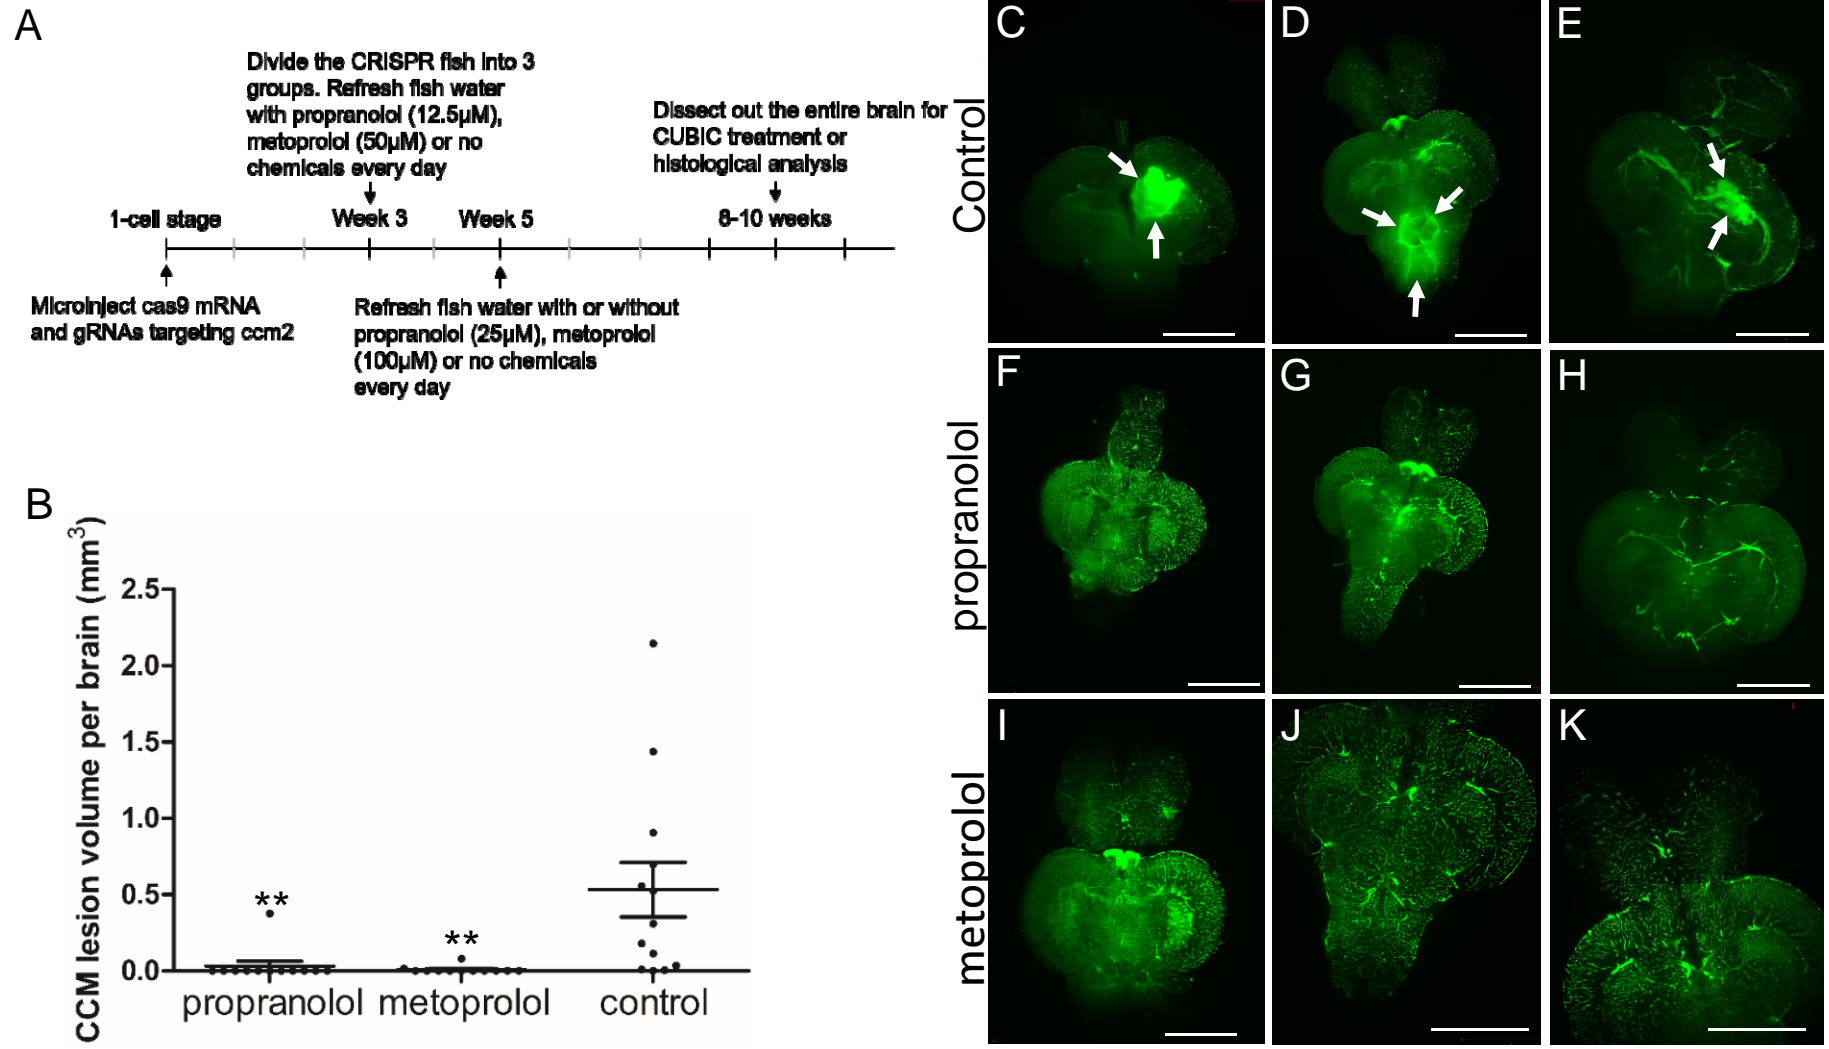 A
Divide the CRISPR fish into 3
groups. Refresh fish water
with propranolol (12.5µM),
metoprolol (50µM) or no
chemicals every day
Dissect out the entire brain for
CUBIC treatment or
histological analysis
1-cell stage
Week 3
Week 5
8-10 weeks
Microinject cas9 mRNA
and gRNAs targeting ccm2
Refresh fish water with or without
propranolol (25µM), metoprolol
(100µM) or no chemicals
every day
B
CCM lesion volume per brain (mm3)
2.5
2.0
1.5
1.0
0.5
0.0
**
**
propranolol
metoprolol
control
Control
C
D
E
propranolol
F
G
H
metoprolol
I
J
K